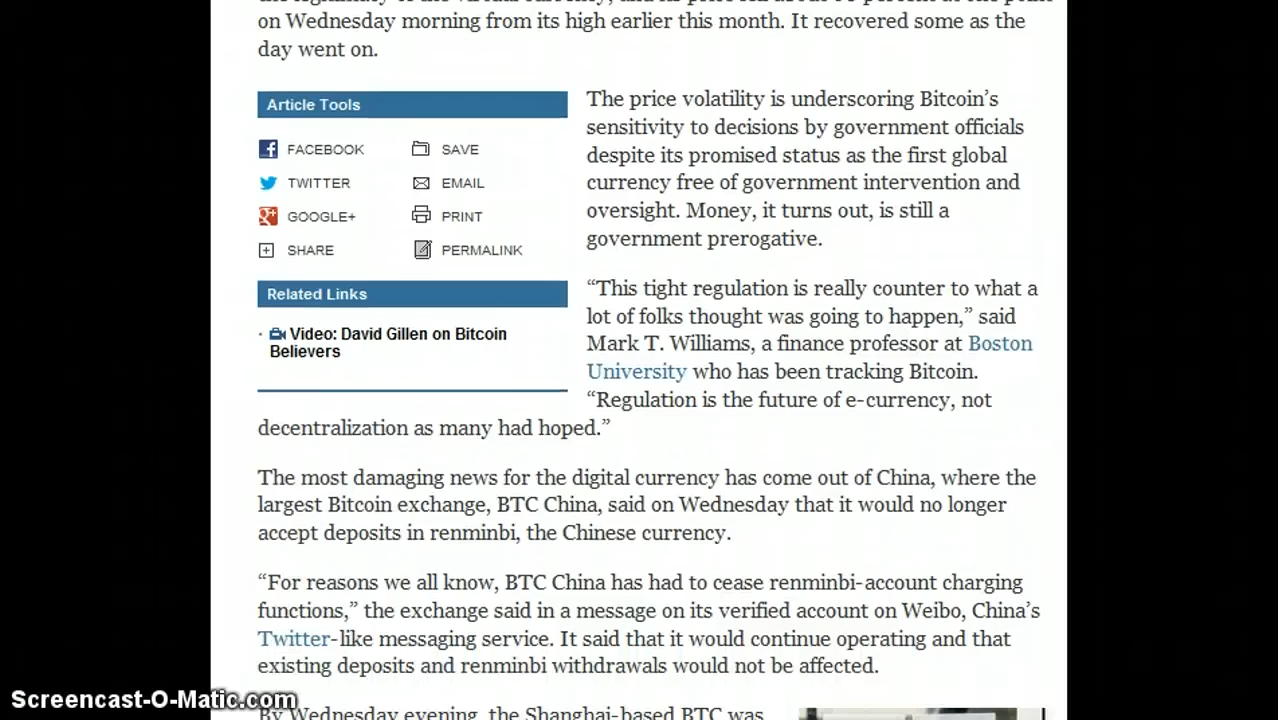 on Wednesday morning from its high earlier this month. It recovered some as the
day went on.
Article Tools
FACEBOOK
SAVE
TWITTER
EMAIL
GOOGLE+
PRINT
SHARE
PERMALINK
Related Links
Video: David Gillen on Bitcoin
Believers
The price volatility is underscoring Bitcoin’s
sensitivity to decisions by government officials
despite its promised status as the first global
currency free of government intervention and
oversight. Money, it turns out, is still a
government prerogative.
“This tight regulation is really counter to what a
lot of folks thought was going to happen,” said
Mark T. Williams, a finance professor at Boston
University who has been tracking Bitcoin.
“Regulation is the future of e-currency, not
decentralization as many had hoped.”
The most damaging news for the digital currency has come out of China, where the
largest Bitcoin exchange, BTC China, said on Wednesday that it would no longer
accept deposits in renminbi, the Chinese currency.
“For reasons we all know, BTC China has had to cease renminbi-account charging
functions,” the exchange said in a message on its verified account on Weibo, China’s
Twitter-like messaging service. It said that it would continue operating and that
existing deposits and renminbi withdrawals would not be affected.
By Wednesday evening, the Shanghai-based BTC was
Screencast-O-Matic.com